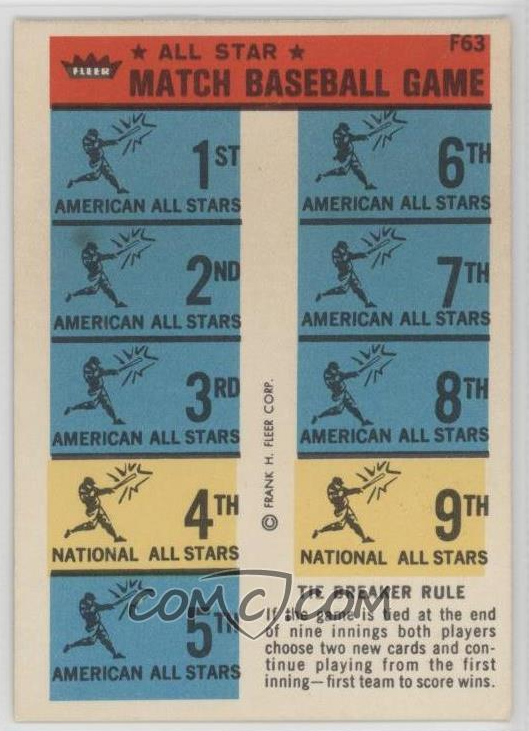 FLEER
★ ALL STAR ★
F63
MATCH BASEBALL GAME
1ST
AMERICAN ALL STARS
2ND
AMERICAN ALL STARS
3RD
AMERICAN ALL STARS
4TH
NATIONAL ALL STARS
5TH
AMERICAN ALL STARS
© FRANK H. FLEER CORP.
6TH
AMERICAN ALL STARS
7TH
AMERICAN ALL STARS
8TH
AMERICAN ALL STARS
9TH
NATIONAL ALL STARS
TIE BREAKER RULE
If the game is tied at the end
of nine innings both players
choose two new cards and con-
tinue playing from the first
inning—first team to score wins.
COMC.COM